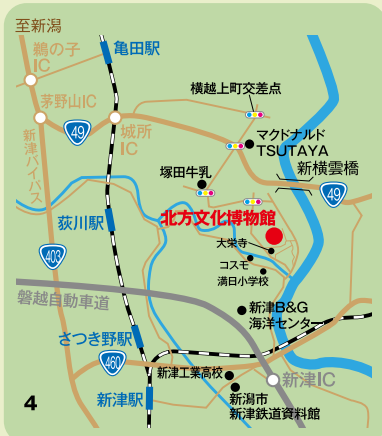 至新潟
鵜の子
IC
亀田駅
茅野山IC
49
城所
IC
横越上町交差点
マクドナルド
TSUTAYA
新横雲橋
49
新津バイパス
塚田牛乳
荻川駅
北方文化博物館
大栄寺
コスモ
満日小学校
403
磐越自動車道
新津B&G
海洋センター
さつき野駅
460
新津工業高校
新津IC
新津駅
新潟市
新津鉄道資料館
4